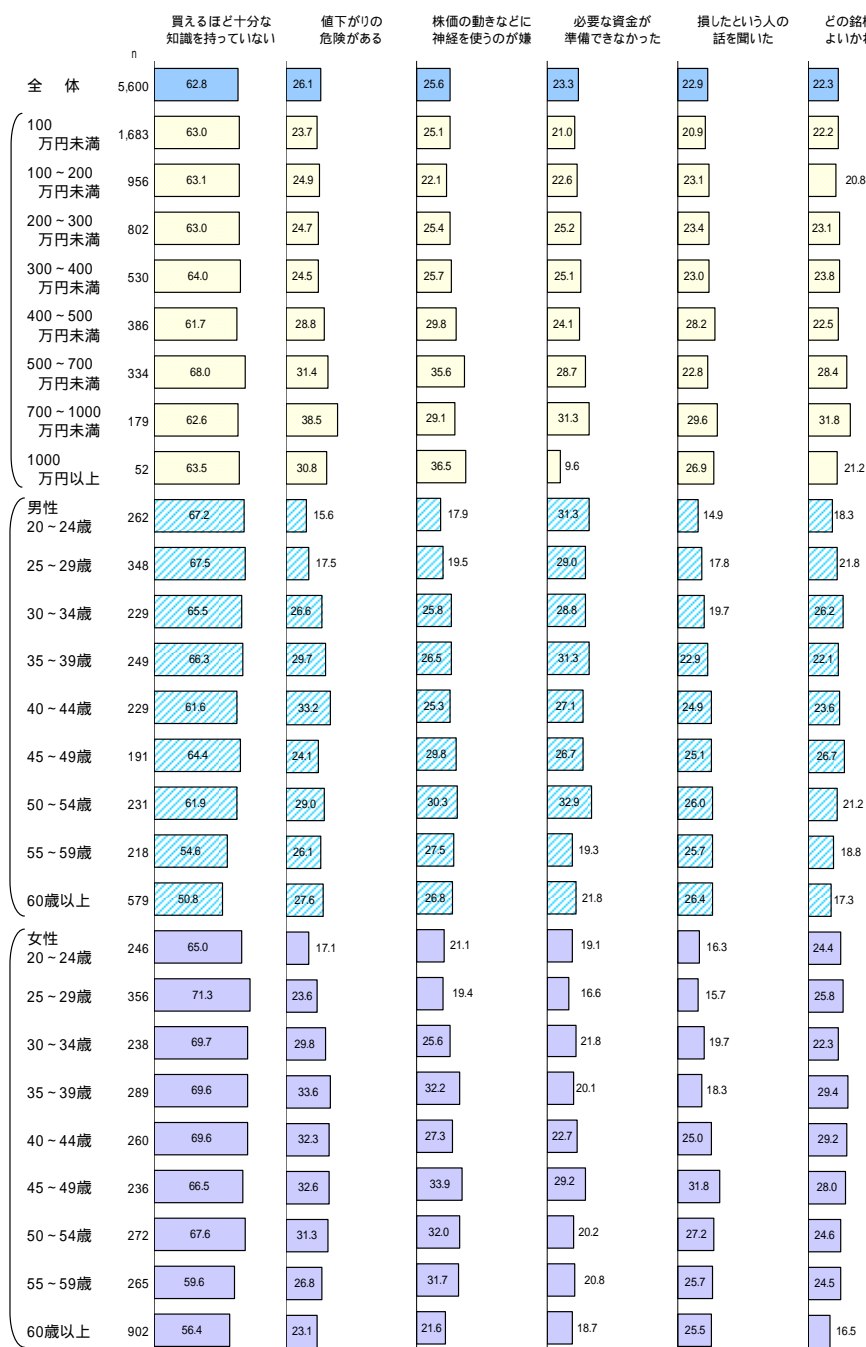 買えるほど十分な 値下がりの 株価の動きなどに 必要な資金が 損したという人の どの銘
知識を持っていない 危険がある 神経を使うのが嫌 準備できなかった 話を聞いた よいか
n
全 体 5,600 62.8 26.1 25.6 23.3 22.9 22.3
100
万円未満 1,683 63.0 23.7 25.1 21.0 20.9 22.2
100~200
万円未満 956 63.1 24.9 22.1 22.6 23.1 20.8
200~300
万円未満 802 63.0 24.7 25.4 25.2 23.4 23.1
300~400
万円未満 530 64.0 24.5 25.7 25.1 23.0 23.8
400~500
万円未満 386 61.7 28.8 29.8 24.1 28.2 22.5
500~700
万円未満 334 68.0 31.4 35.6 28.7 22.8 28.4
700~1000
万円未満 179 62.6 38.5 29.1 31.3 29.6 31.8
1000
万円以上 52 63.5 30.8 36.5 9.6 26.9 21.2
男性
20~24歳 262 67.2 15.6 17.9 31.3 14.9 18.3
25~29歳 348 67.5 17.5 19.5 29.0 17.8 21.8
30~34歳 229 65.5 26.6 25.8 28.8 19.7 26.2
35~39歳 249 66.3 29.7 26.5 31.3 22.9 22.1
40~44歳 229 61.6 33.2 25.3 27.1 24.9 23.6
45~49歳 191 64.4 24.1 29.8 26.7 25.1 26.7
50~54歳 231 61.9 29.0 30.3 32.9 26.0 21.2
55~59歳 218 54.6 26.1 27.5 19.3 25.7 18.8
60歳以上 579 50.8 27.6 26.8 21.8 26.4 17.3
女性
20~24歳 246 65.0 17.1 21.1 19.1 16.3 24.4
25~29歳 356 71.3 23.6 19.4 16.6 15.7 25.8
30~34歳 238 69.7 29.8 25.6 21.8 19.7 22.3
35~39歳 289 69.6 33.6 32.2 20.1 18.3 29.4
40~44歳 260 69.6 32.3 27.3 22.7 25.0 29.2
45~49歳 236 66.5 32.6 33.9 29.2 31.8 28.0
50~54歳 272 67.6 31.3 32.0 20.2 27.2 24.6
55~59歳 265 59.6 26.8 31.7 20.8 25.7 24.5
60歳以上 902 56.4 23.1 21.6 18.7 25.5 16.5